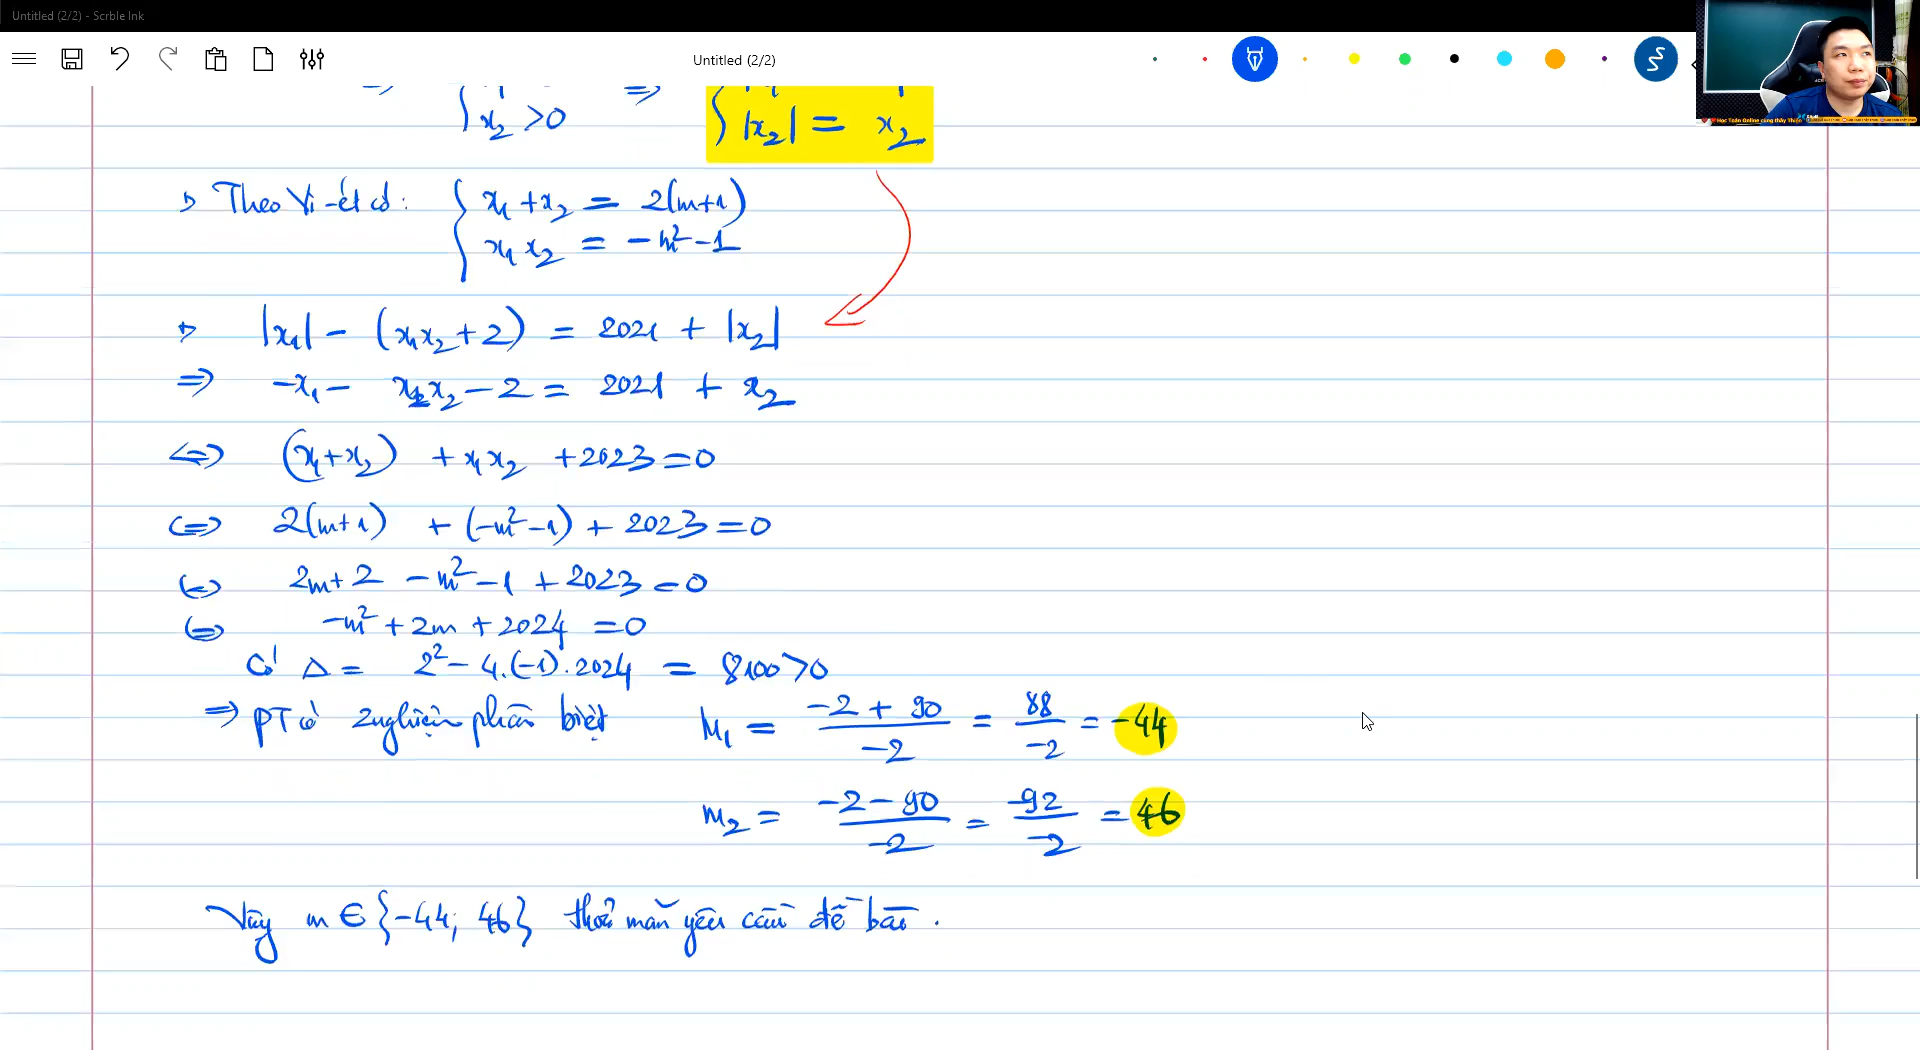 Untitled (2/2) - Scrble Ink
Untitled (2/2)
x₂ > 0
|x₂| = x₂
Theo Vi-ét có: { x₁ + x₂ = 2(m+1)
x₁x₂ = -m² - 1
|x₁| - (x₁x₂ + 2) = 2021 + |x₂|
⇒ -x₁ - x₁x₂ - 2 = 2021 + x₂
⇔ (x₁ + x₂) + x₁x₂ + 2023 = 0
⇔ 2(m+1) + (-m² - 1) + 2023 = 0
⇔ 2m + 2 - m² - 1 + 2023 = 0
⇔ -m² + 2m + 2024 = 0
Có Δ = 2² - 4.(-1).2024 = 8100 > 0
⇒ PT có 2 nghiệm phân biệt m₁ = (-2 + 90)/(-2) = 88/(-2) = -44
m₂ = (-2 - 90)/(-2) = -92/(-2) = 46
Vậy m ∈ {-44; 46} thoả mãn yêu cầu đề bài.